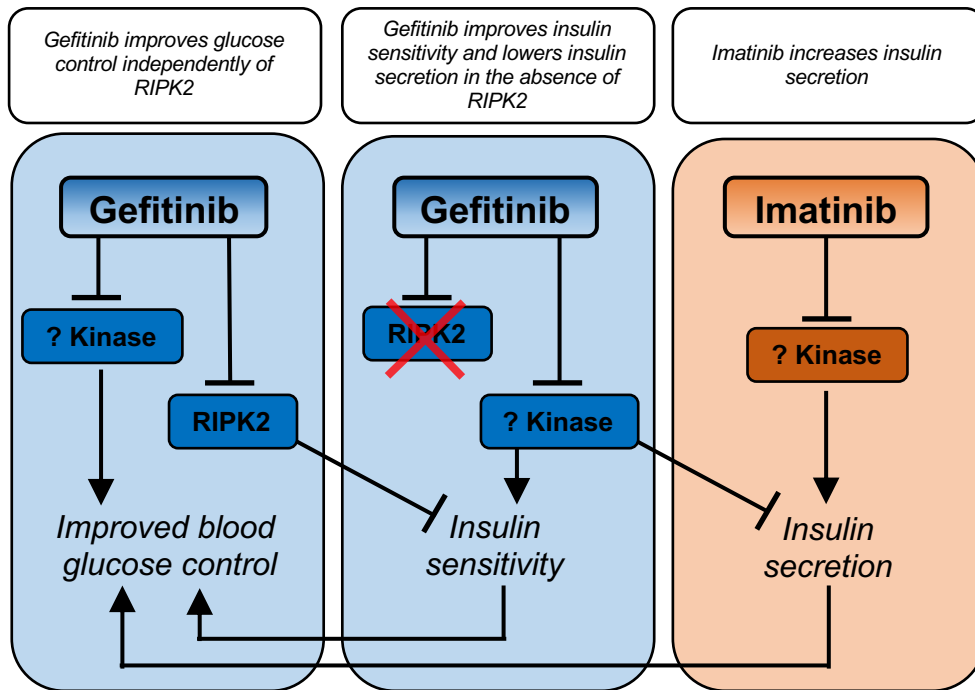 Gefitinib improves glucose
control independently of
RIPK2
Gefitinib improves insulin
sensitivity and lowers insulin
secretion in the absence of
RIPK2
Imatinib increases insulin
secretion
Gefitinib
? Kinase
RIPK2
Improved blood
glucose control
Gefitinib
RIPK2
? Kinase
Insulin
sensitivity
Imatinib
? Kinase
Insulin
secretion